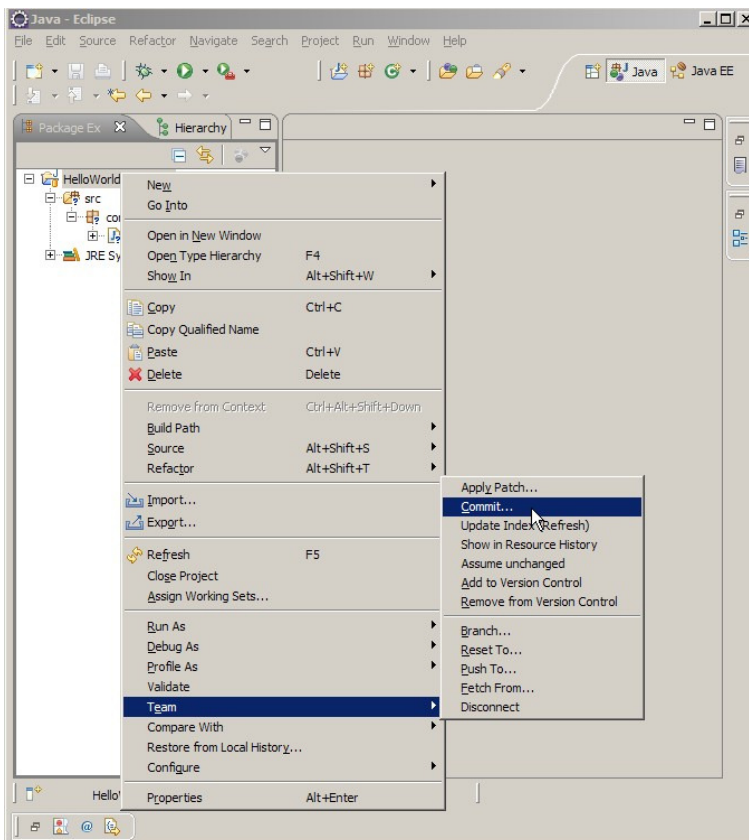 Java - Eclipse
File Edit Source Refactor Navigate Search Project Run Window Help
Java Java EE
Package Ex Hierarchy
HelloWorld
src
JRE Sy
New
Go Into
Open in New Window
Open Type Hierarchy F4
Show In Alt+Shift+W
Copy Ctrl+C
Copy Qualified Name
Paste Ctrl+V
Delete Delete
Remove from Context Ctrl+Alt+Shift+Down
Build Path
Source Alt+Shift+S
Refactor Alt+Shift+T
Import...
Export...
Refresh F5
Close Project
Assign Working Sets...
Run As
Debug As
Profile As
Validate
Team
Compare With
Restore from Local History...
Configure
Properties Alt+Enter
Apply Patch...
Commit...
Update Index (Refresh)
Show in Resource History
Assume unchanged
Add to Version Control
Remove from Version Control
Branch...
Reset To...
Push To...
Fetch From...
Disconnect